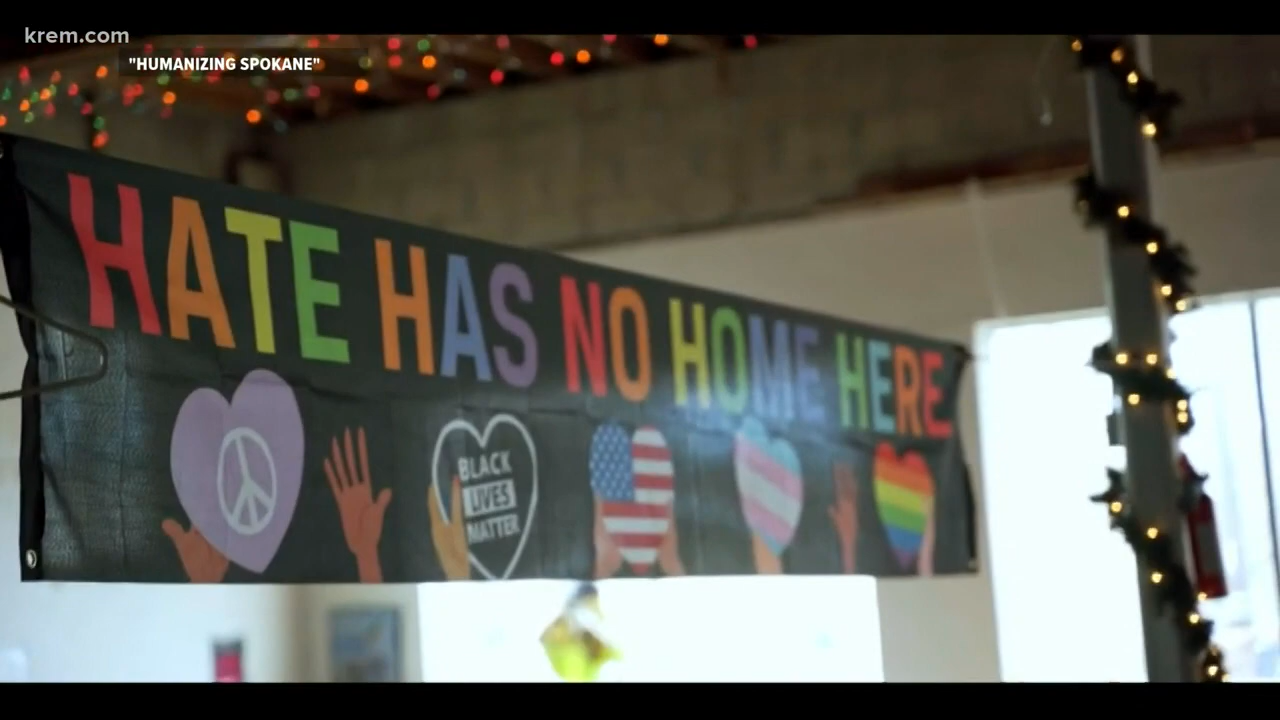 krem.com
"HUMANIZING SPOKANE"
HATE HAS NO HOME HERE
BLACK
LIVES
MATTER